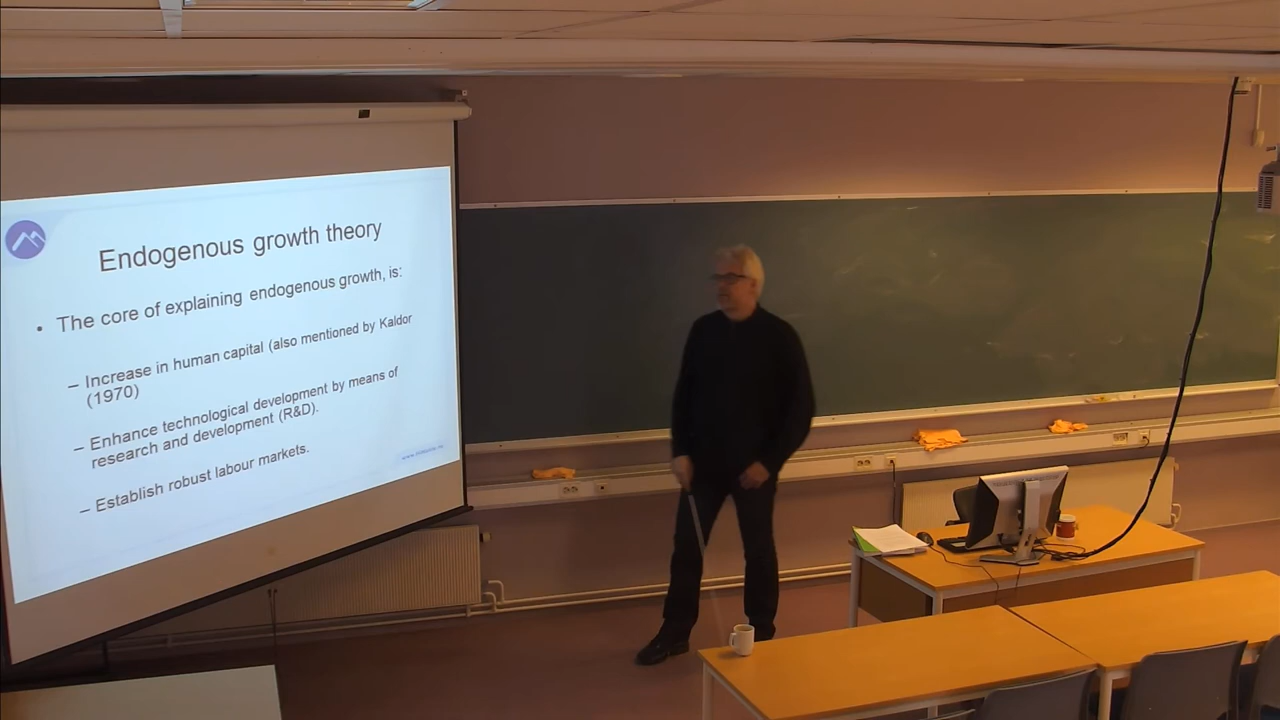 Endogenous growth theory
• The core of explaining endogenous growth, is:
– Increase in human capital (also mentioned by Kaldor
(1970)
– Enhance technological development by means of
research and development (R&D).
– Establish robust labour markets.